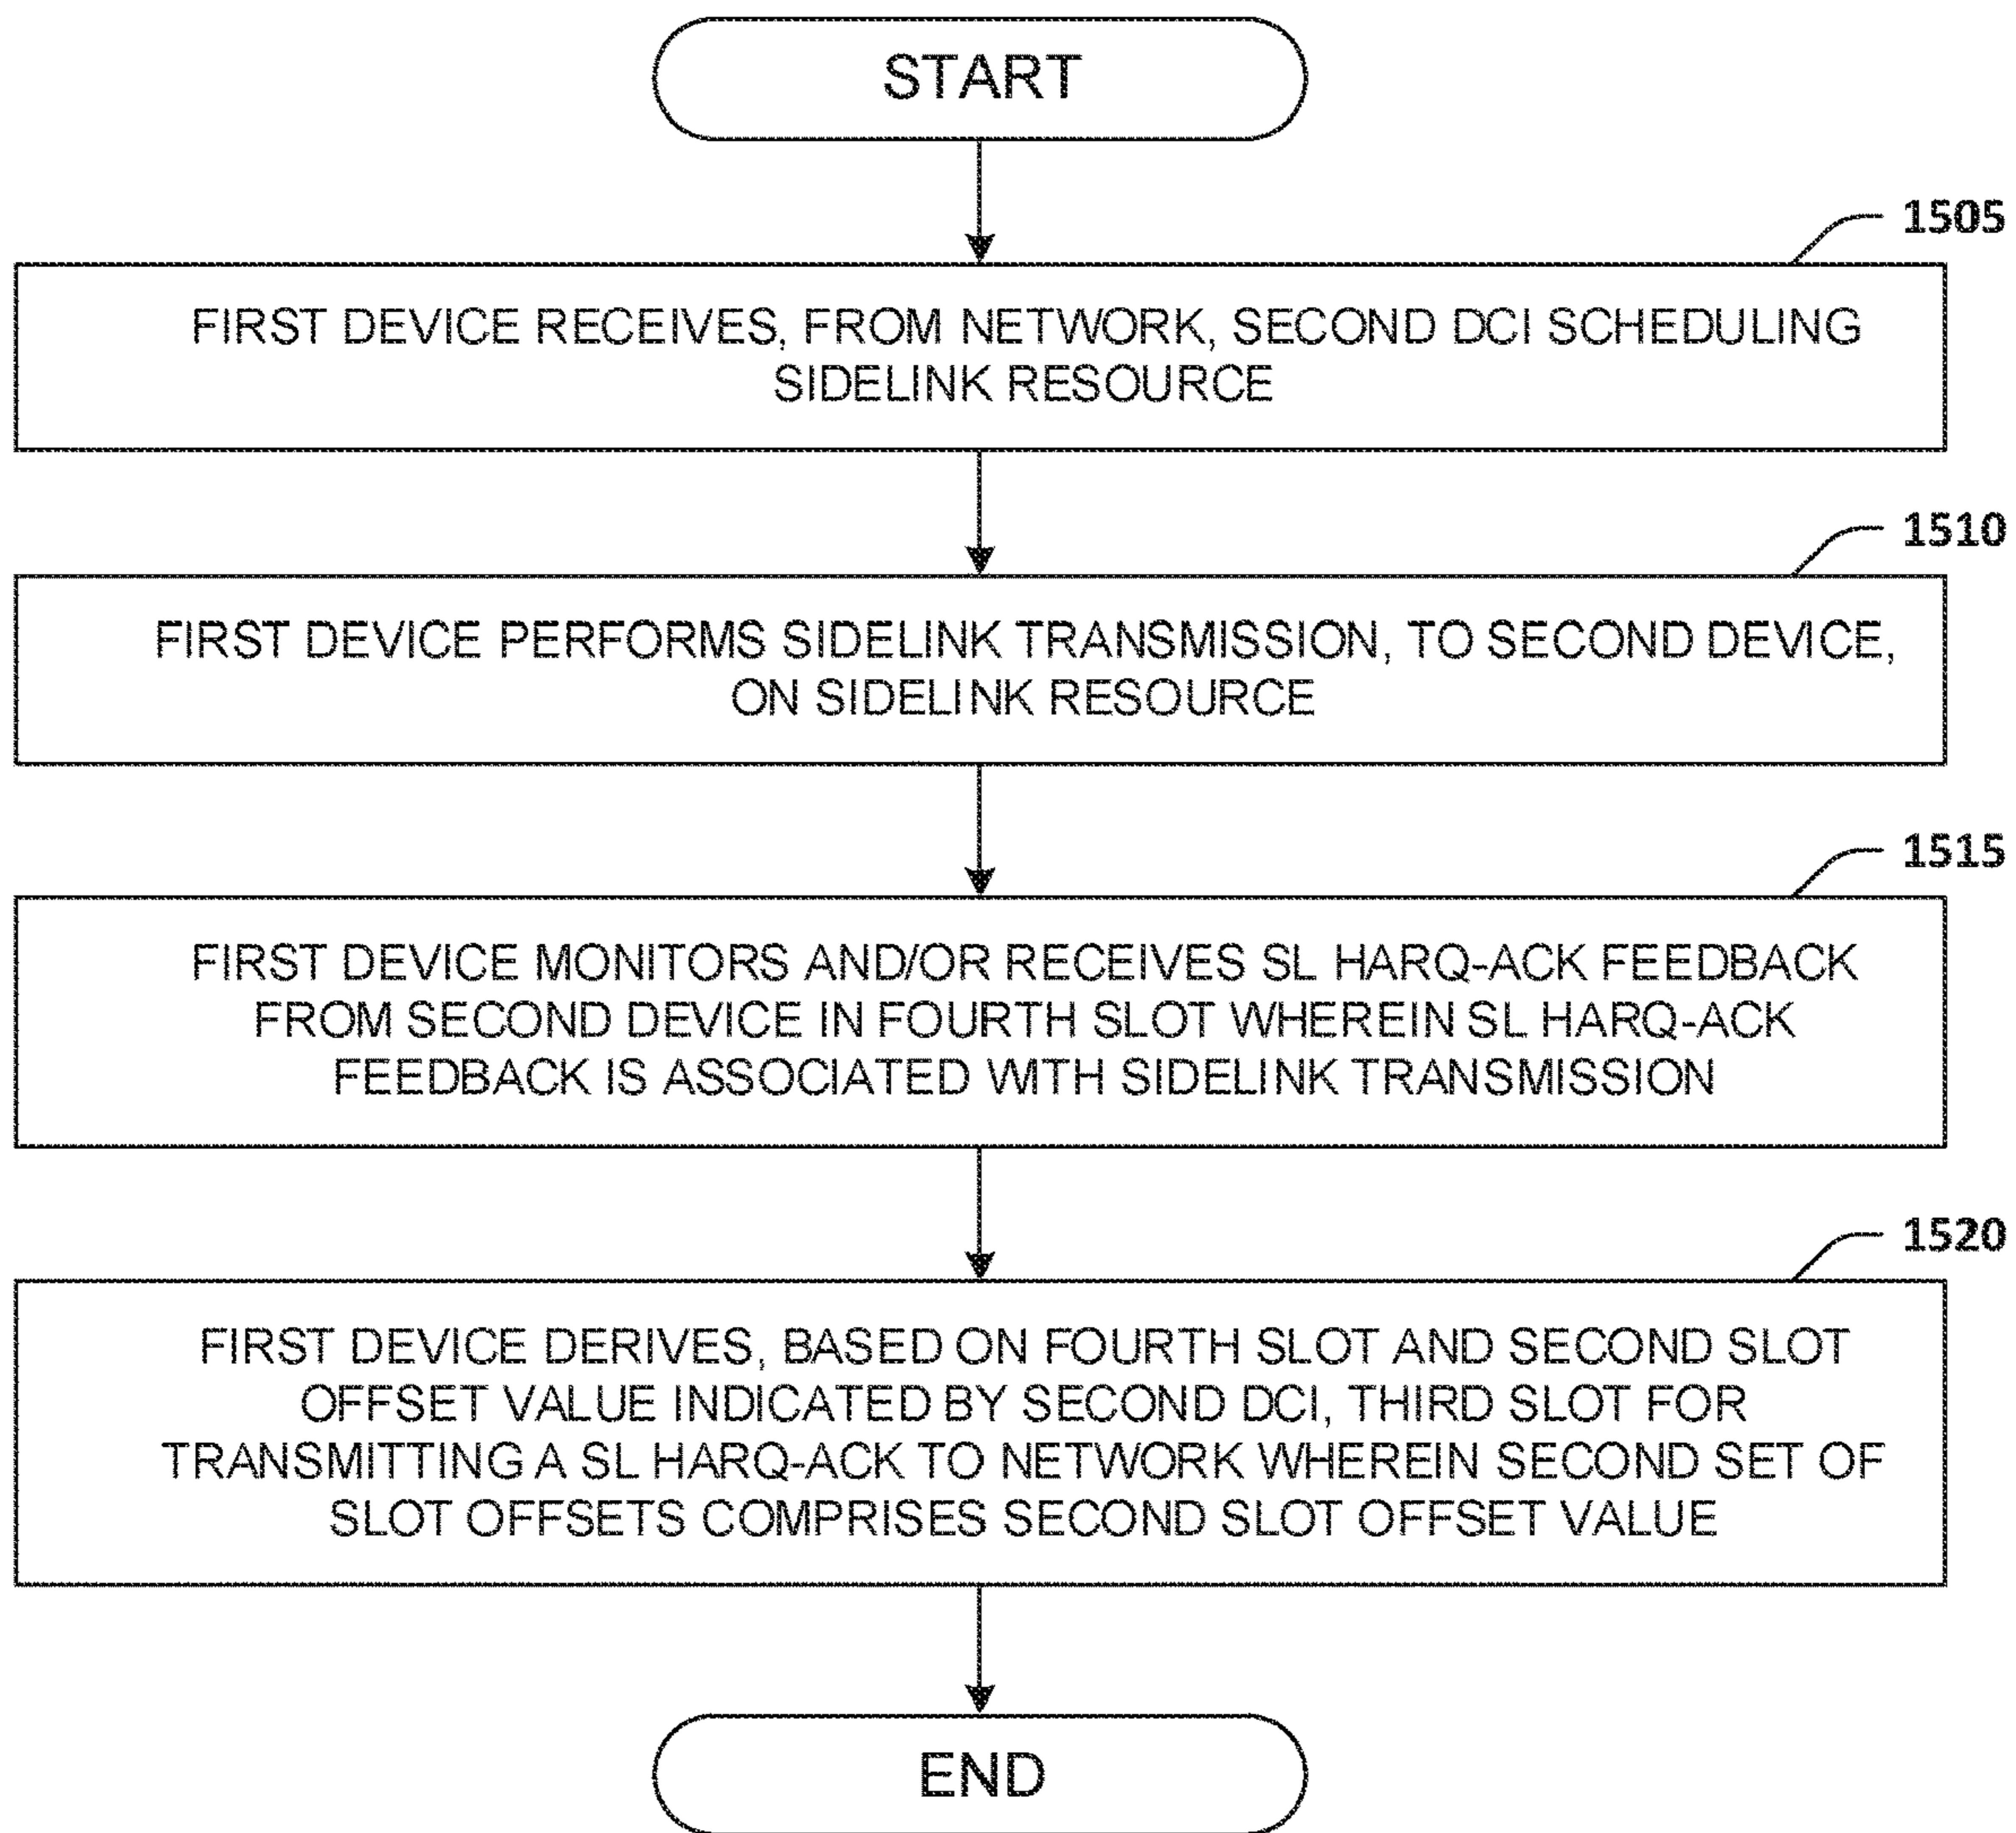 START
1505
FIRST DEVICE RECEIVES, FROM NETWORK, SECOND DCI SCHEDULING
SIDELINK RESOURCE
1510
FIRST DEVICE PERFORMS SIDELINK TRANSMISSION, TO SECOND DEVICE,
ON SIDELINK RESOURCE
1515
FIRST DEVICE MONITORS AND/OR RECEIVES SL HARQ-ACK FEEDBACK
FROM SECOND DEVICE IN FOURTH SLOT WHEREIN SL HARQ-ACK
FEEDBACK IS ASSOCIATED WITH SIDELINK TRANSMISSION
1520
FIRST DEVICE DERIVES, BASED ON FOURTH SLOT AND SECOND SLOT
OFFSET VALUE INDICATED BY SECOND DCI, THIRD SLOT FOR
TRANSMITTING A SL HARQ-ACK TO NETWORK WHEREIN SECOND SET OF
SLOT OFFSETS COMPRISES SECOND SLOT OFFSET VALUE
END